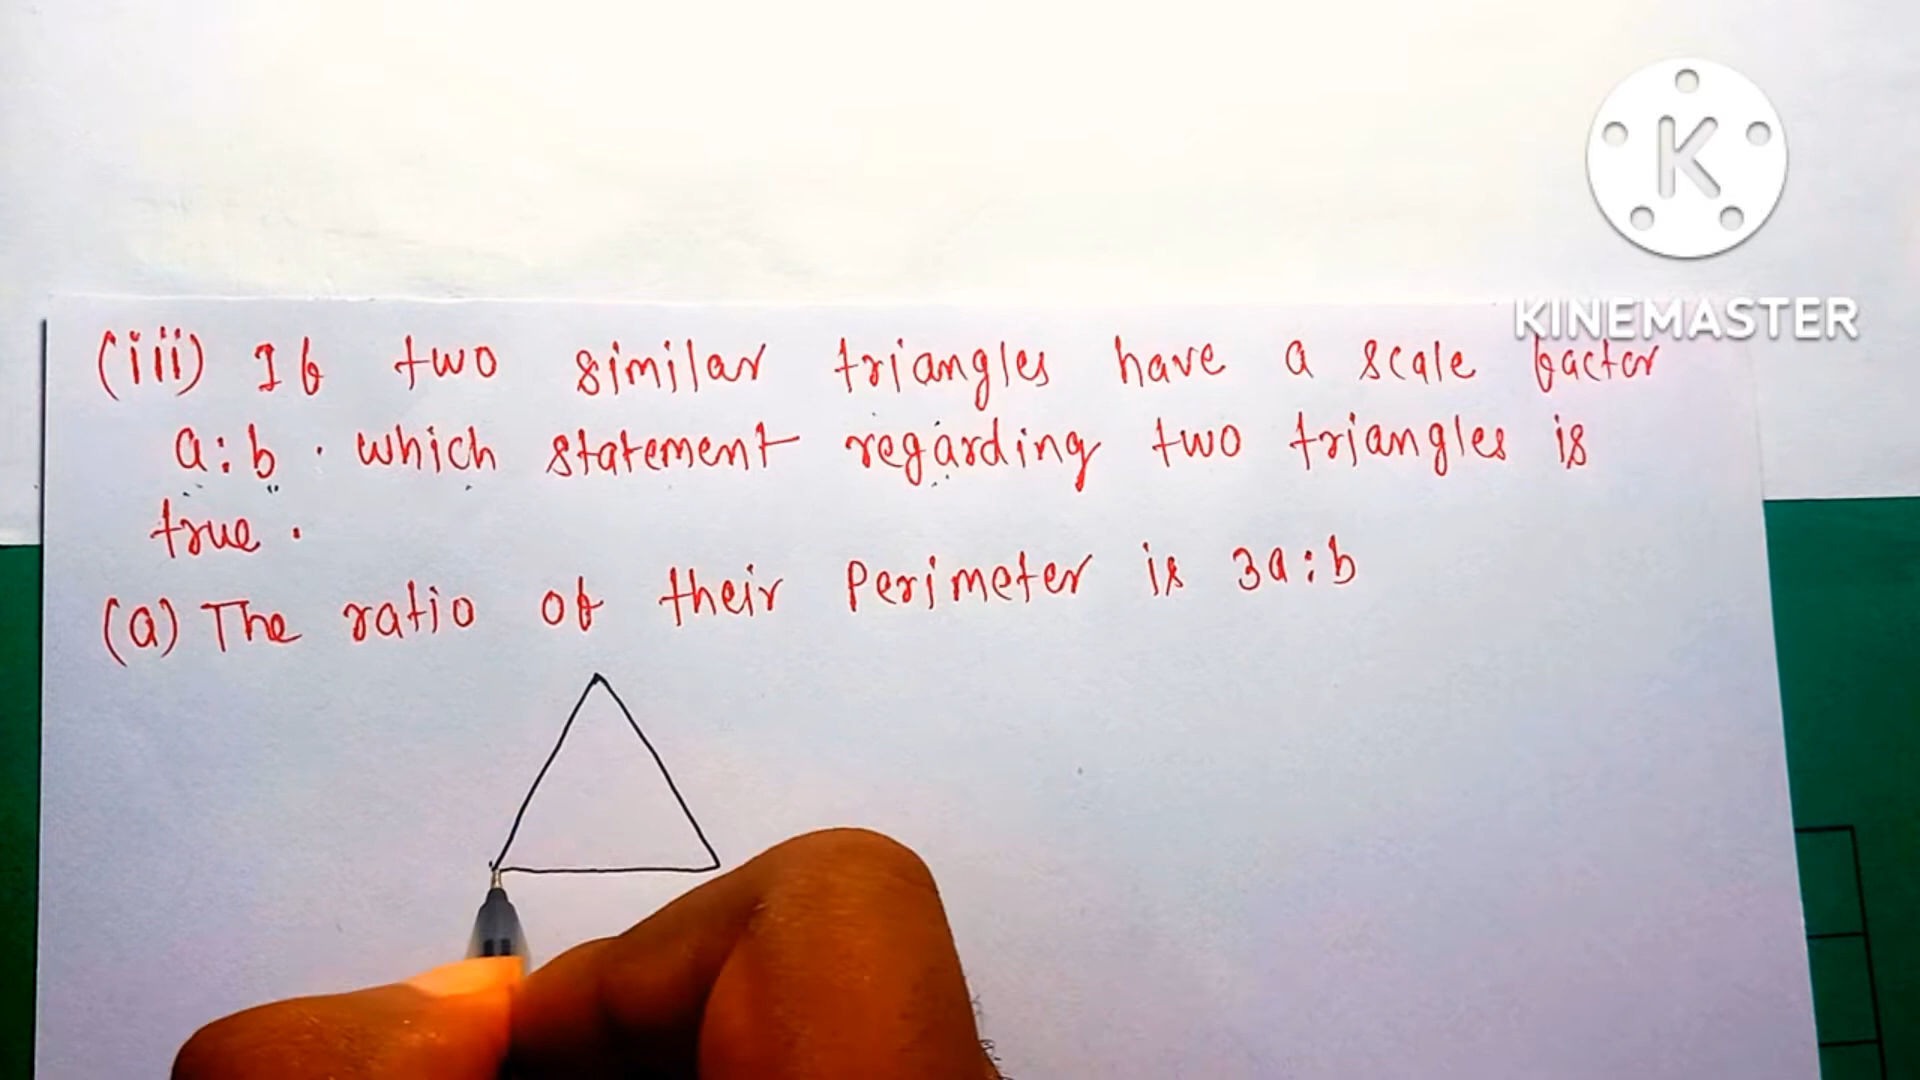 K
KINEMASTER
(iii) If two similar triangles have a scale factor
a:b. which statement regarding two triangles is
true.
(a) The ratio of their Perimeter is 3a:b